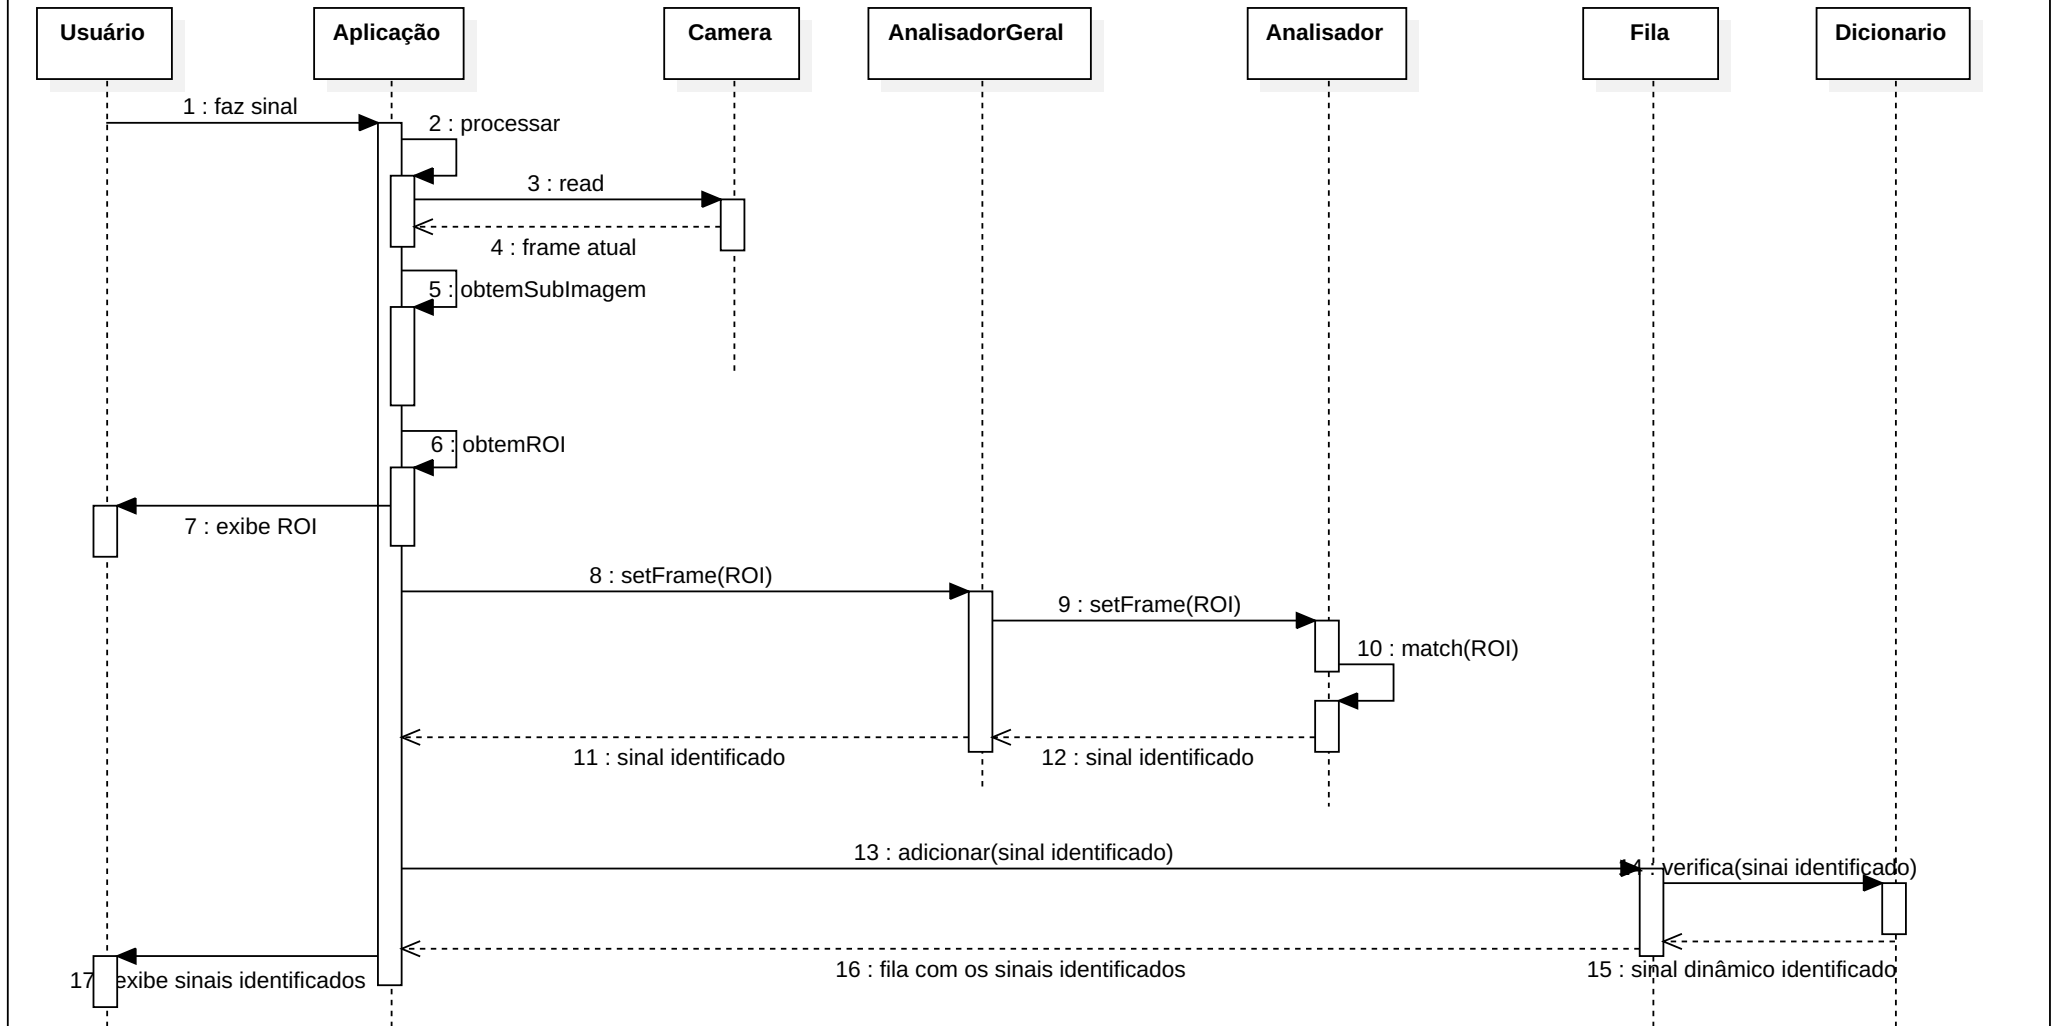 Usuário
Aplicação
Camera
AnalisadorGeral
Analisador
Fila
Dicionario
1 : faz sinal
2 : processar
3 : read
4 : frame atual
5 : obtemSubImagem
6 : obtemROI
7 : exibe ROI
8 : setFrame(ROI)
9 : setFrame(ROI)
10 : match(ROI)
11 : sinal identificado
12 : sinal identificado
13 : adicionar(sinal identificado)
: verifica(sinai identificado)
15 : sinal dinâmico identificado
16 : fila com os sinais identificados
17 exibe sinais identificados